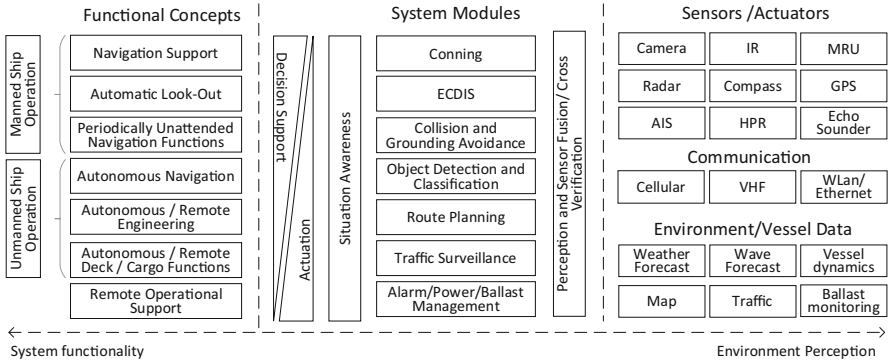 Functional Concepts
Manned Ship
Operation
Navigation Support
Automatic Look-Out
Periodically Unattended
Navigation Functions
Unmanned Ship
Operation
Autonomous Navigation
Autonomous / Remote
Engineering
Autonomous / Remote
Deck / Cargo Functions
Remote Operational
Support
System Modules
Decision Support
Actuation
Situation Awareness
Conning
ECDIS
Collision and
Grounding Avoidance
Object Detection and
Classification
Route Planning
Traffic Surveillance
Alarm/Power/Ballast
Management
Perception and Sensor Fusion/ Cross
Verification
Sensors /Actuators
Camera
IR
MRU
Radar
Compass
GPS
AIS
HPR
Echo
Sounder
Communication
Cellular
VHF
WLan/
Ethernet
Environment/Vessel Data
Weather
Forecast
Wave
Forecast
Vessel
dynamics
Map
Traffic
Ballast
monitoring
System functionality
Environment Perception